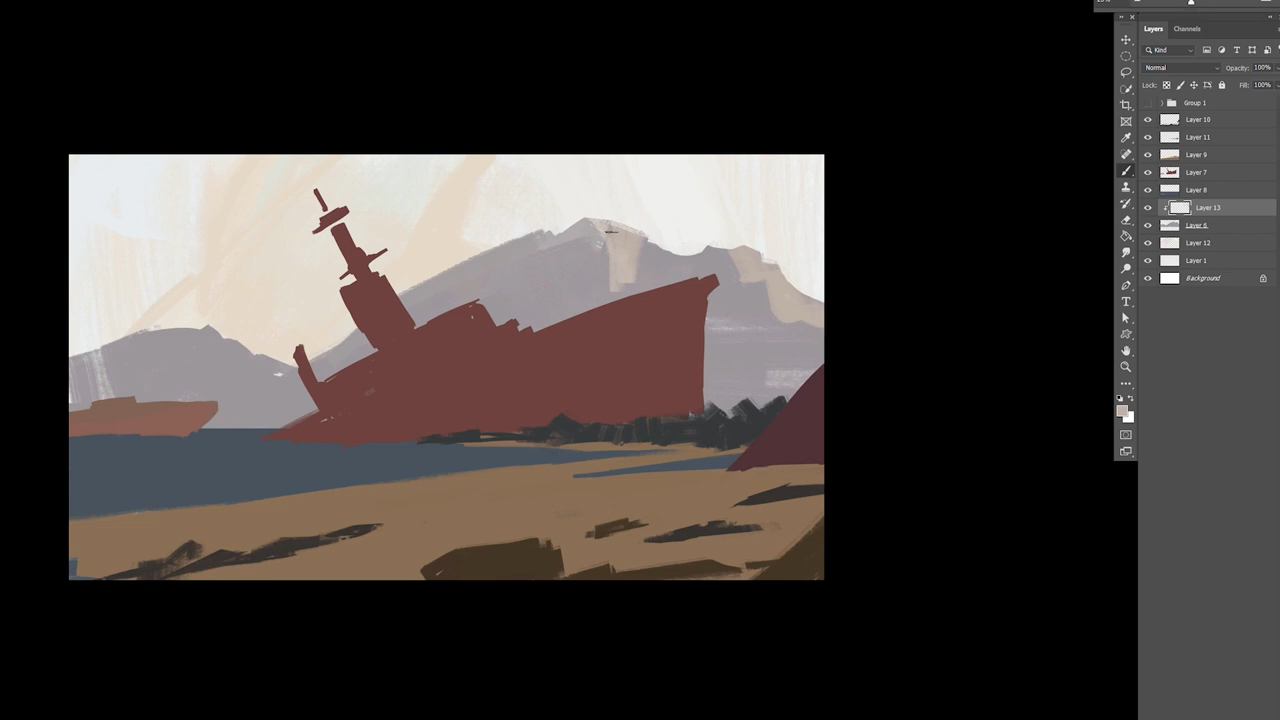 Layers Channels
Kind
Normal Opacity: 100%
Lock: Fill: 100%
Group 1
Layer 10
Layer 11
Layer 9
Layer 7
Layer 8
Layer 13
Layer 6
Layer 12
Layer 1
Background